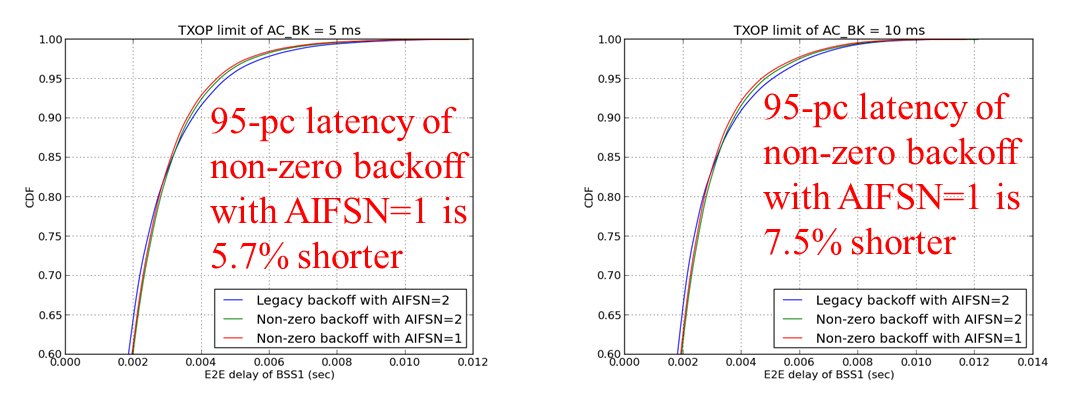 TXOP limit of AC_BK = 5 ms
1.00
0.95
0.90
0.85
0.80
0.75
0.70
0.65
0.60
CDF
95-pc latency of
non-zero backoff
with AIFSN=1 is
5.7% shorter
Legacy backoff with AIFSN=2
Non-zero backoff with AIFSN=2
Non-zero backoff with AIFSN=1
0.000 0.002 0.004 0.006 0.008 0.010 0.012
E2E delay of BSS1 (sec)
TXOP limit of AC_BK = 10 ms
1.00
0.95
0.90
0.85
0.80
0.75
0.70
0.65
0.60
CDF
95-pc latency of
non-zero backoff
with AIFSN=1 is
7.5% shorter
Legacy backoff with AIFSN=2
Non-zero backoff with AIFSN=2
Non-zero backoff with AIFSN=1
0.000 0.002 0.004 0.006 0.008 0.010 0.012 0.014
E2E delay of BSS1 (sec)